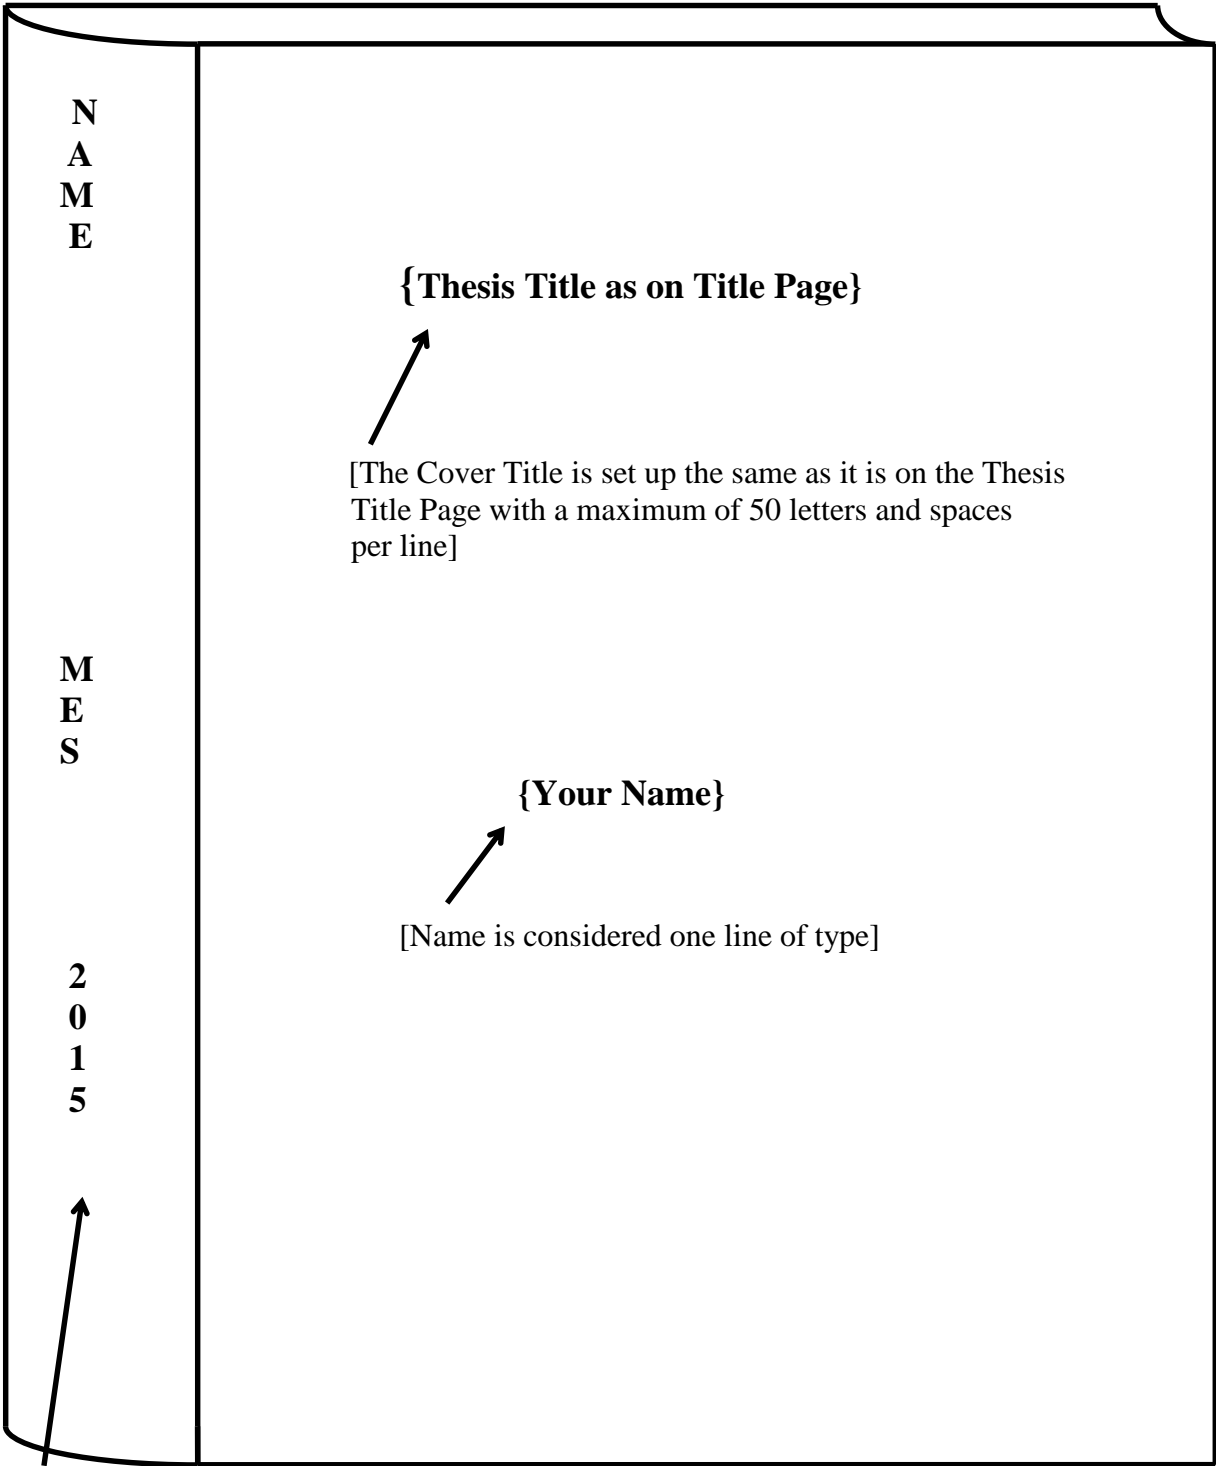 N
A
M
E
{Thesis Title as on Title Page}
[The Cover Title is set up the same as it is on the Thesis
Title Page with a maximum of 50 letters and spaces
per line]
M
E
S
{Your Name}
[Name is considered one line of type]
2
0
1
5